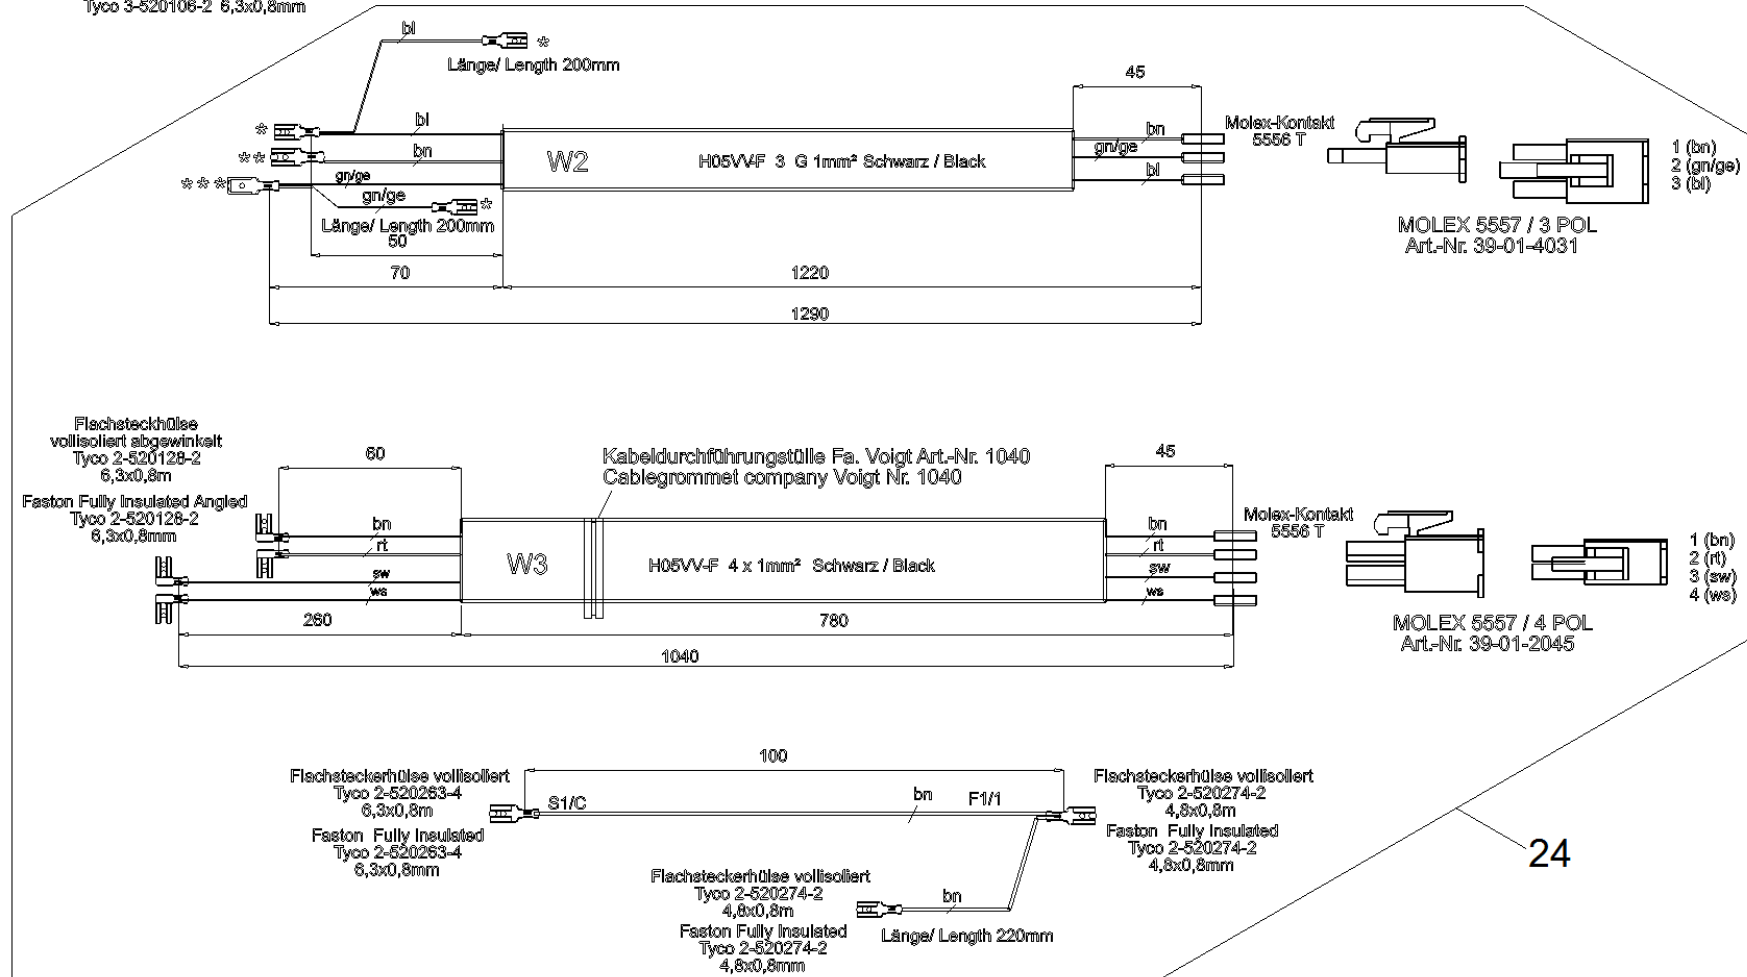 Tyco 3-520106-2 6,3x0,8mm
bl
*
Länge/ Length 200mm
45
*
bl
bn
Molex-Kontakt
5556 T
**
bn
W2
H05VV-F 3 G 1mm² Schwarz / Black
gn/ge
1 (bn)
2 (gn/ge)
3 (bl)
***
gn/ge
bl
gn/ge
*
Länge/ Length 200mm
50
MOLEX 5557 / 3 POL
Art.-Nr. 39-01-4031
70
1220
1290
Flachsteckhülse
vollisoliert abgewinkelt
Tyco 2-520128-2
6,3x0,8m
Faston Fully Insulated Angled
Tyco 2-520128-2
6,3x0,8mm
60
Kabeldurchführungstülle Fa. Voigt Art.-Nr. 1040
Cablegrommet company Voigt Nr. 1040
45
bn
rt
sw
ws
W3
H05VV-F 4 x 1mm² Schwarz / Black
bn
rt
sw
ws
Molex-Kontakt
5556 T
1 (bn)
2 (rt)
3 (sw)
4 (ws)
260
780
MOLEX 5557 / 4 POL
Art.-Nr. 39-01-2045
1040
100
Flachsteckerhülse vollisoliert
Tyco 2-520263-4
6,3x0,8m
Faston Fully Insulated
Tyco 2-520263-4
6,3x0,8mm
S1/C
bn
F1/1
Flachsteckerhülse vollisoliert
Tyco 2-520274-2
4,8x0,8m
Faston Fully Insulated
Tyco 2-520274-2
4,8x0,8mm
24
Flachsteckerhülse vollisoliert
Tyco 2-520274-2
4,8x0,8m
Faston Fully Insulated
Tyco 2-520274-2
4,8x0,8mm
bn
Länge/ Length 220mm